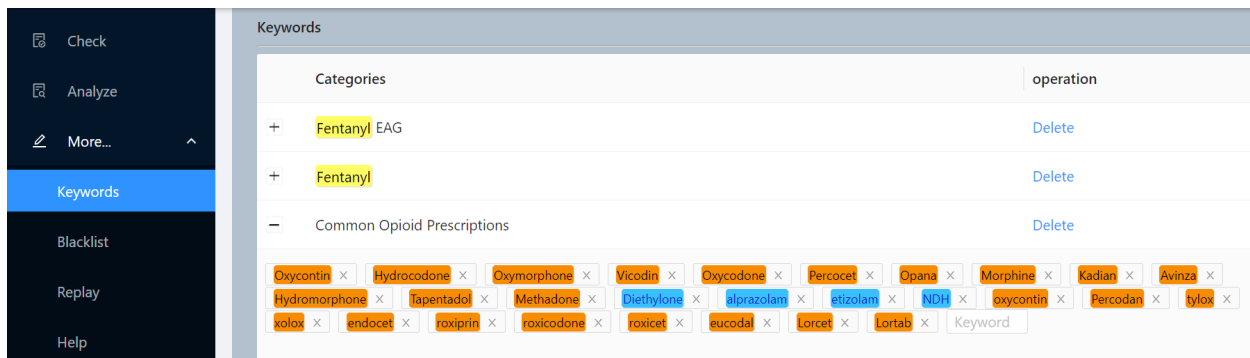 Check
Analyze
More...
Keywords
Blacklist
Replay
Help
Keywords
Categories operation
Fentanyl EAG Delete
Fentanyl Delete
Common Opioid Prescriptions Delete
Oxycontin × Hydrocodone × Oxymorphone × Vicodin × Oxycodone × Percocet × Opana × Morphine × Kadian × Avinza ×
Hydromorphone × Tapentadol × Methadone × Diethylone × alprazolam × etizolam × NDH × oxycontin × Percodan × tylox ×
xolox × endocet × roxiprin × roxicodone × roxicet × eucodal × Lorcet × Lortab × Keyword